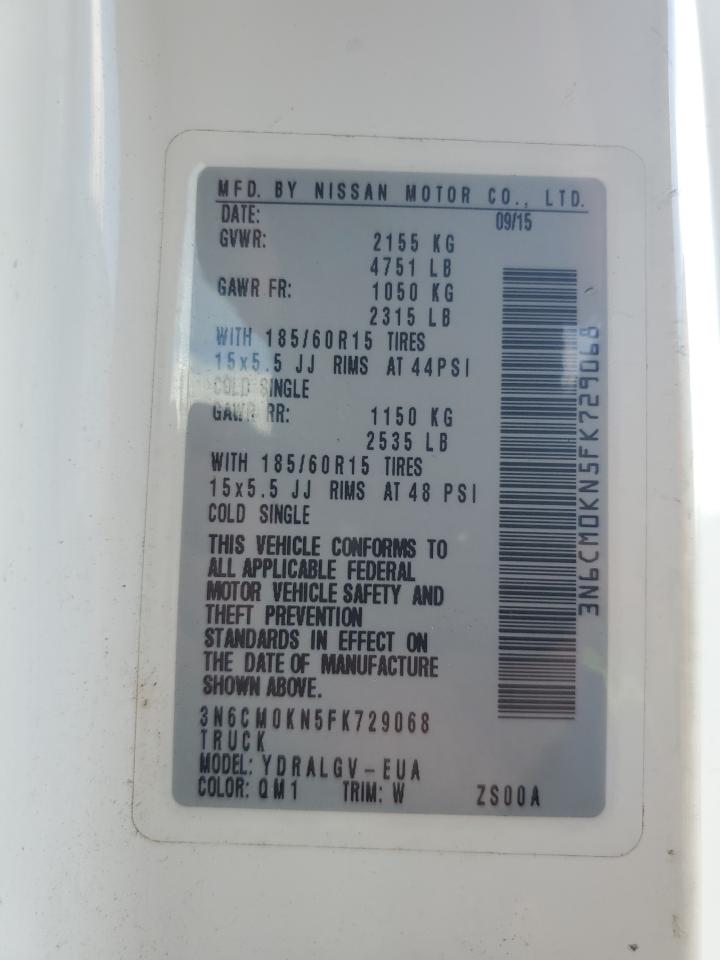 MFD. BY NISSAN MOTOR CO., LTD.
DATE: 09/15
GVWR: 2155 KG
4751 LB
GAWR FR: 1050 KG
2315 LB
WITH 185/60R15 TIRES
15x5.5 JJ RIMS AT 44PSI
COLD SINGLE
GAWR RR: 1150 KG
2535 LB
WITH 185/60R15 TIRES
15x5.5 JJ RIMS AT 48 PSI
COLD SINGLE
THIS VEHICLE CONFORMS TO
ALL APPLICABLE FEDERAL
MOTOR VEHICLE SAFETY AND
THEFT PREVENTION
STANDARDS IN EFFECT ON
THE DATE OF MANUFACTURE
SHOWN ABOVE.
3N6CM0KN5FK729068
TRUCK
MODEL: YDRALGV-EUA
COLOR: QM1 TRIM: W ZS00A
3N6CM0KN5FK729068